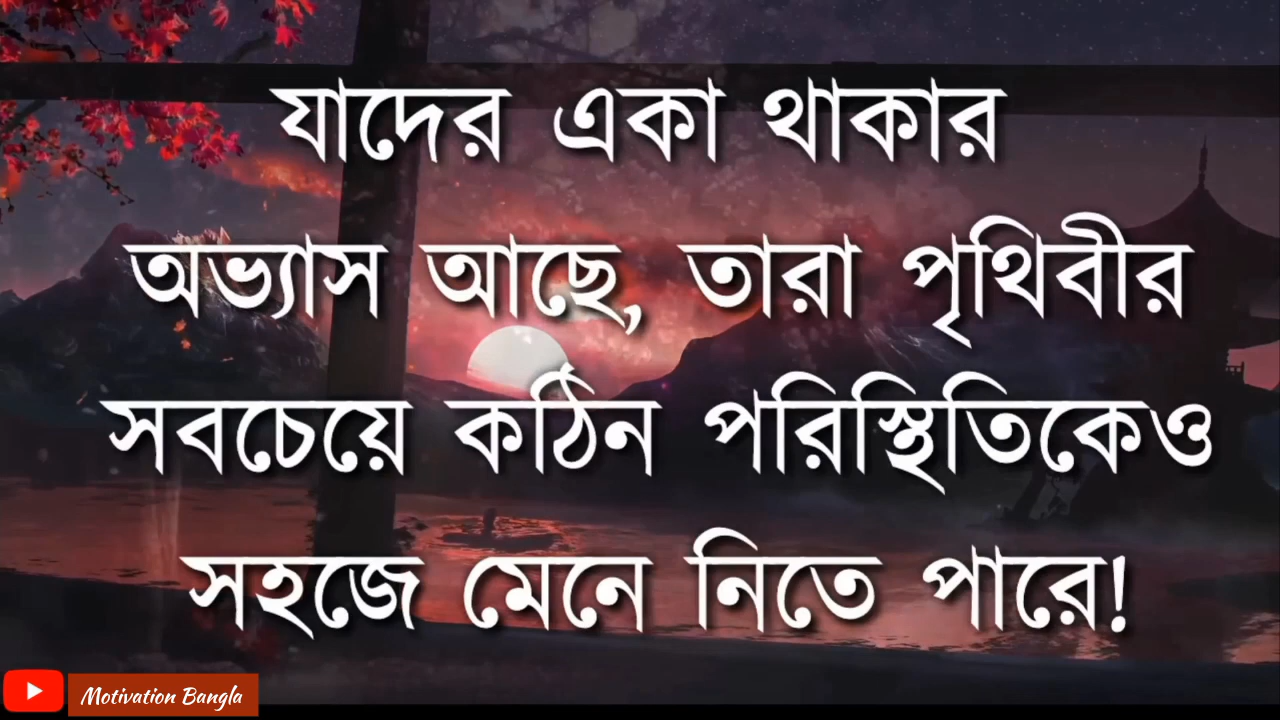 যাদের একা থাকার
অভ্যাস আছে, তারা পৃথিবীর
সবচেয়ে কঠিন পরিস্থিতিকেও
সহজে মেনে নিতে পারে!
Motivation Bangla